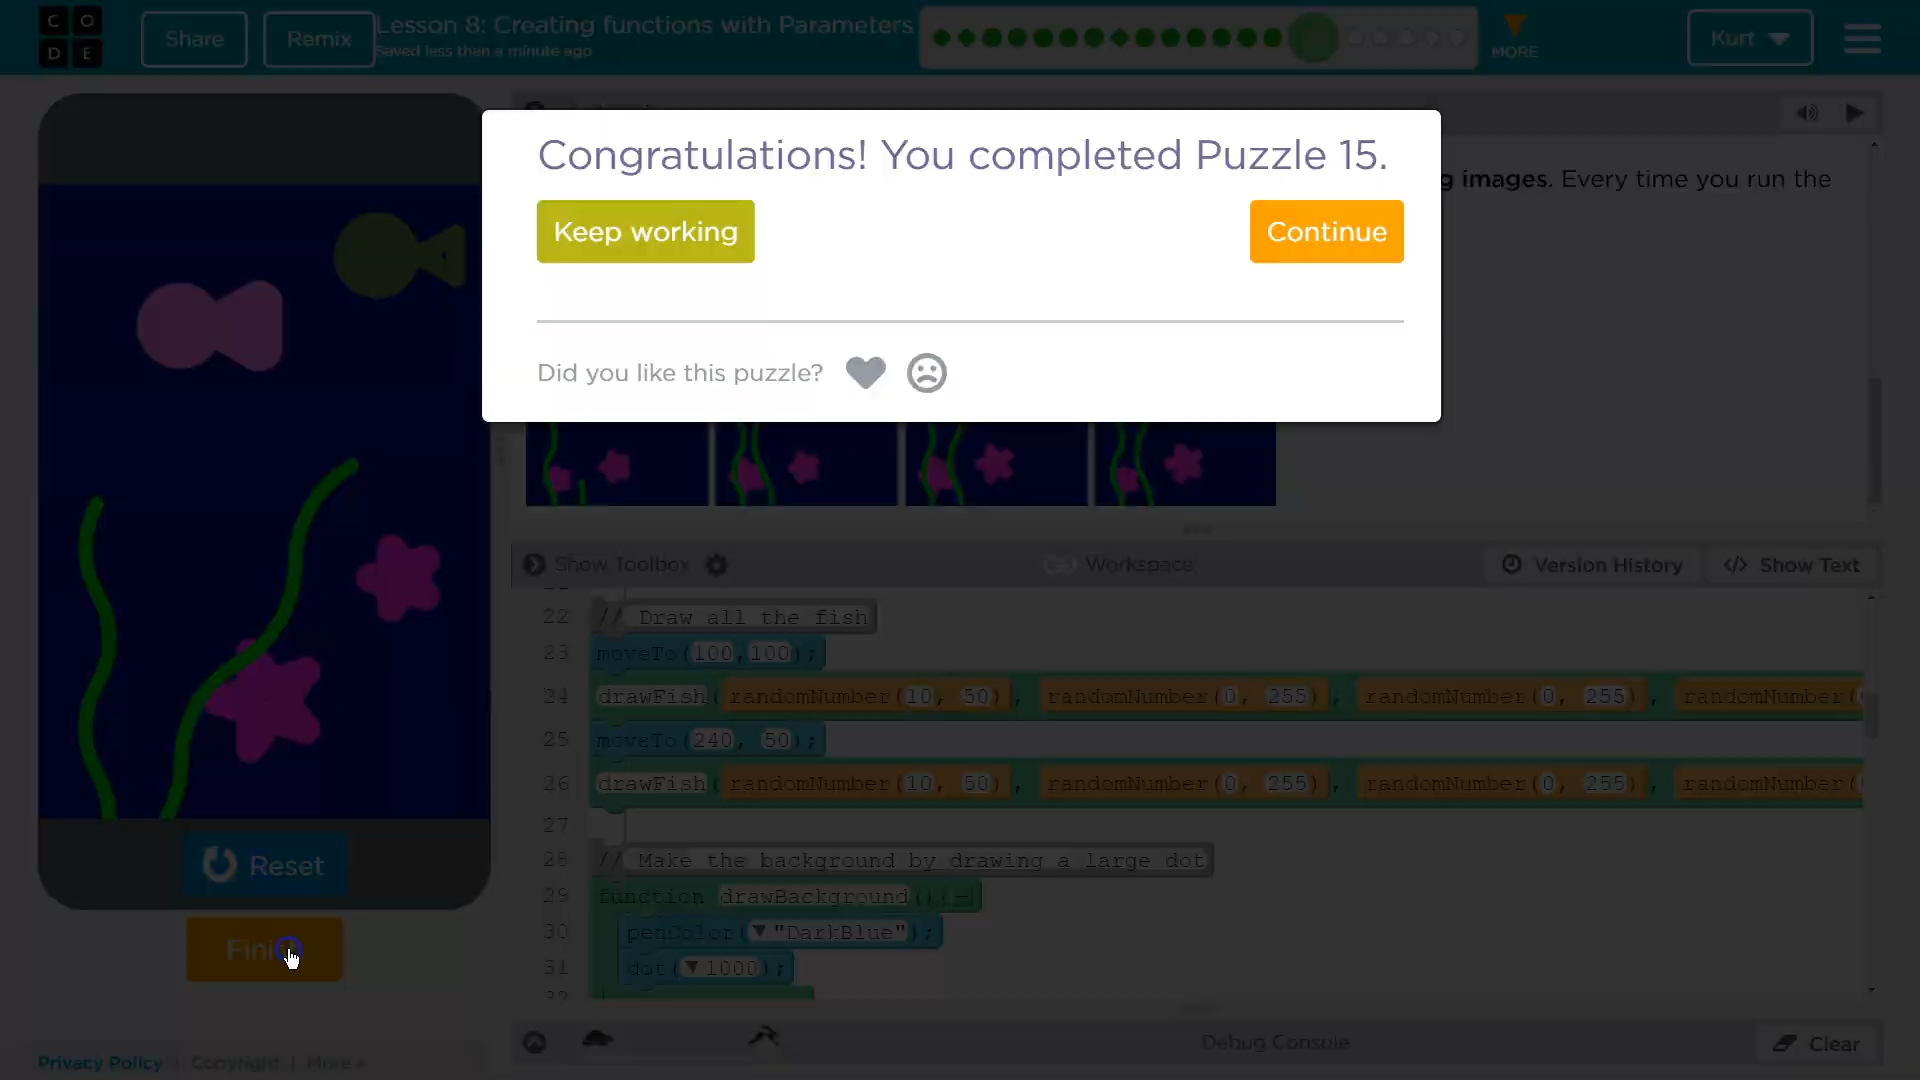 C O
D E
Share
Remix
Lesson 8: Creating functions with Parameters
Saved less than a minute ago
MORE
Kurt
Congratulations! You completed Puzzle 15.
g images. Every time you run the
Keep working
Continue
Did you like this puzzle?
Show Toolbox
Workspace:
Version History
</> Show Text
22 // Draw all the fish
23 moveTo(100,100);
24 drawFish(randomNumber(10, 50), randomNumber(0, 255), randomNumber(0, 255), randomNumber(
25 moveTo(240, 50);
26 drawFish(randomNumber(10, 50), randomNumber(0, 255), randomNumber(0, 255), randomNumber(
27
28 // Make the background by drawing a large dot
29 function drawBackground(){
30 penColor(▼"DarkBlue");
31 dot(▼1000);
32
Reset
Debug Console
Clear
Privacy Policy | Copyright | More